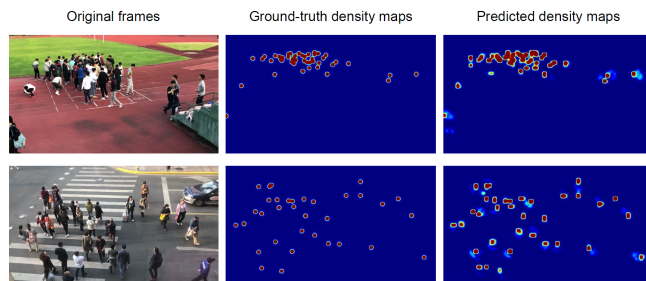 Original frames
Ground-truth density maps
Predicted density maps